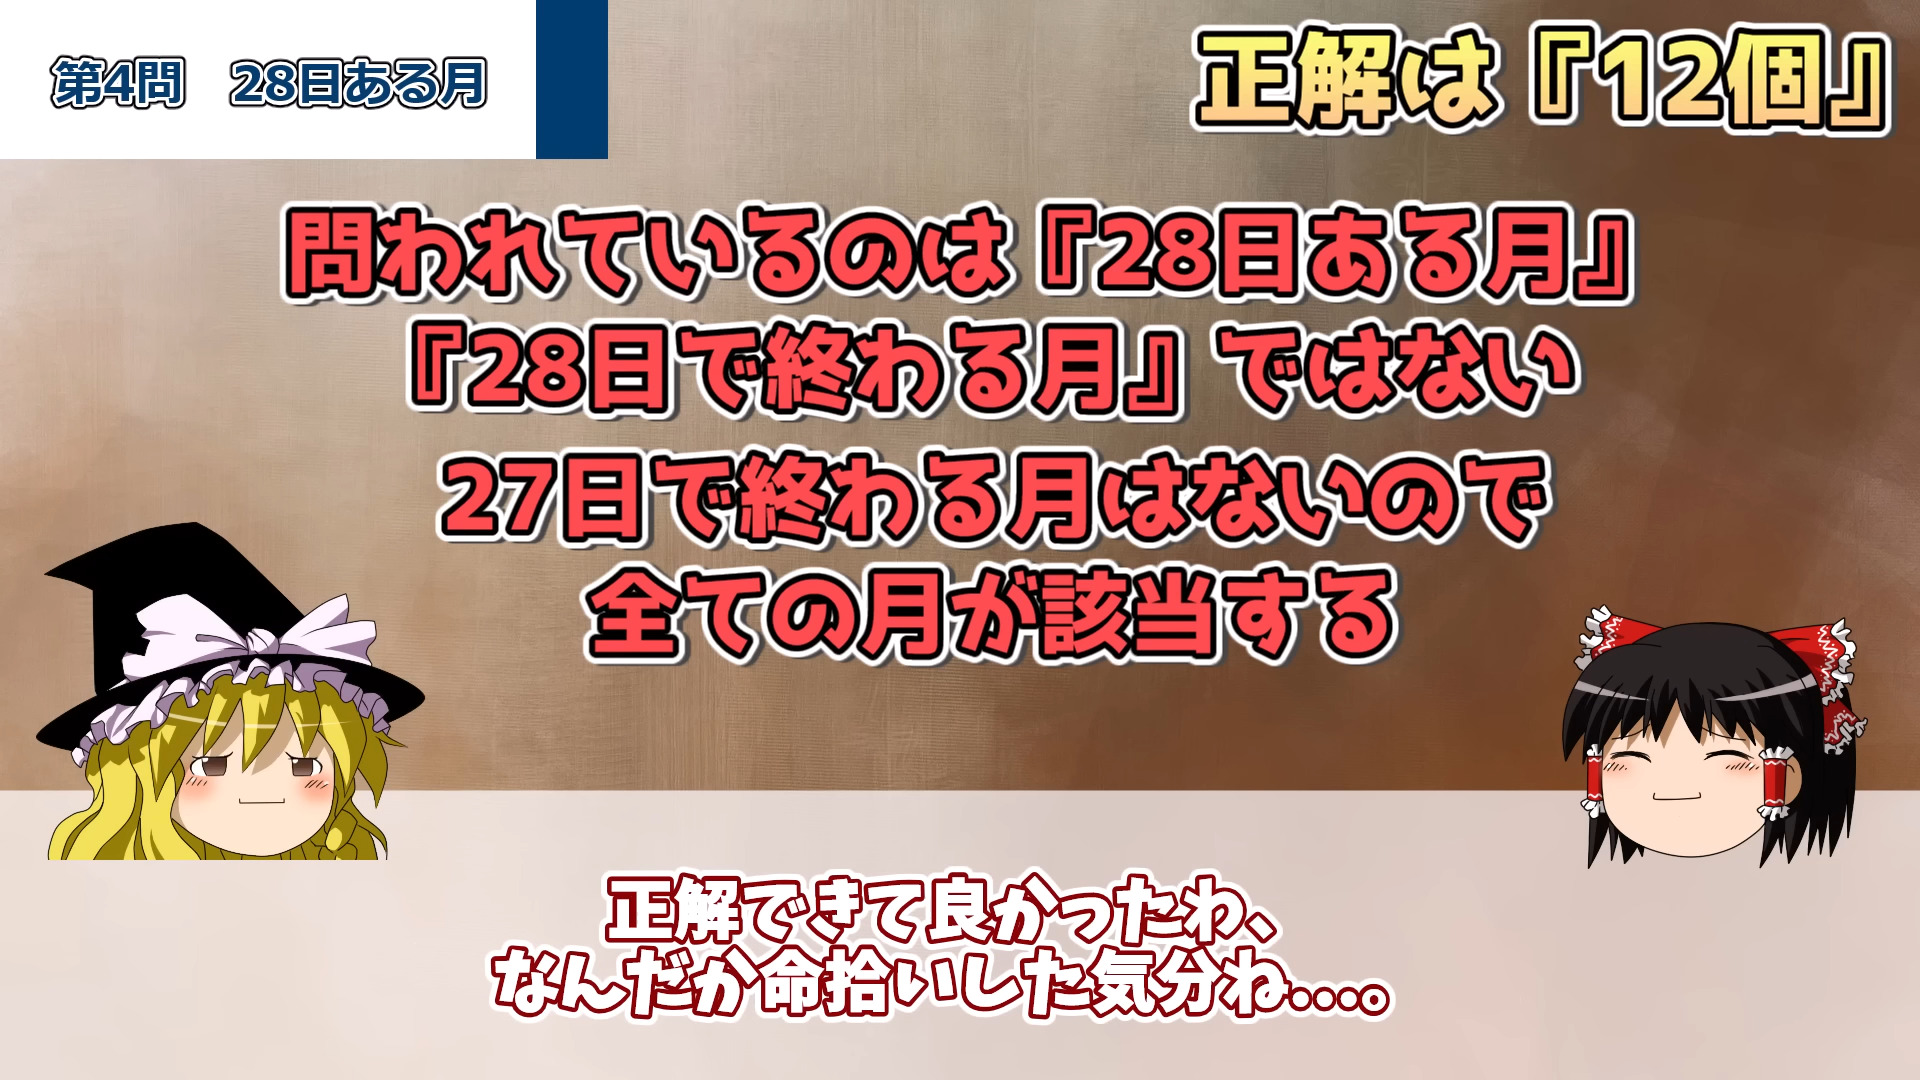 第4問　28日ある月
正解は『12個』
問われているのは『28日ある月』
『28日で終わる月』ではない
27日で終わる月はないので
全ての月が該当する
正解できて良かったわ、
なんだか命拾いした気分ね…。